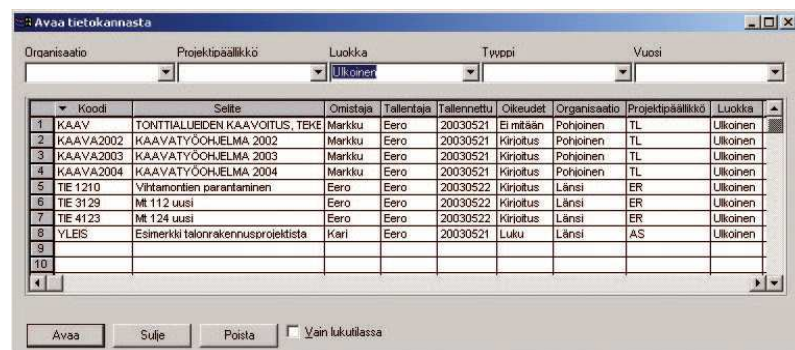 Avaa tietokannasta
Organisaatio Projektipäällikkö Luokka Tyyppi Vuosi
Ulkoinen
Koodi Selite Omistaja Tallentaja Tallennettu Oikeudet Organisaatio Projektipäällikkö Luokka
1 KAAV TONTTIALUEIDEN KAAVOITUS, TEKE Markku Eero 20030521 Ei mitään Pohjoinen TL Ulkoinen
2 KAAVA2002 KAAVATYÖOHJELMA 2002 Markku Eero 20030521 Kirjoitus Pohjoinen TL Ulkoinen
3 KAAVA2003 KAAVATYÖOHJELMA 2003 Markku Eero 20030521 Kirjoitus Pohjoinen TL Ulkoinen
4 KAAVA2004 KAAVATYÖOHJELMA 2004 Markku Eero 20030521 Kirjoitus Pohjoinen TL Ulkoinen
5 TIE 1210 Vihtamontien parantaminen Eero Eero 20030522 Kirjoitus Länsi ER Ulkoinen
6 TIE 3129 Mt 112 uusi Eero Eero 20030522 Kirjoitus Länsi ER Ulkoinen
7 TIE 4123 Mt 124 uusi Eero Eero 20030522 Kirjoitus Länsi ER Ulkoinen
8 YLEIS Esimerkki talonrakennusprojektista Kari Eero 20030521 Luku Länsi AS Ulkoinen
9
10
Avaa Sulje Poista Vain lukutilassa